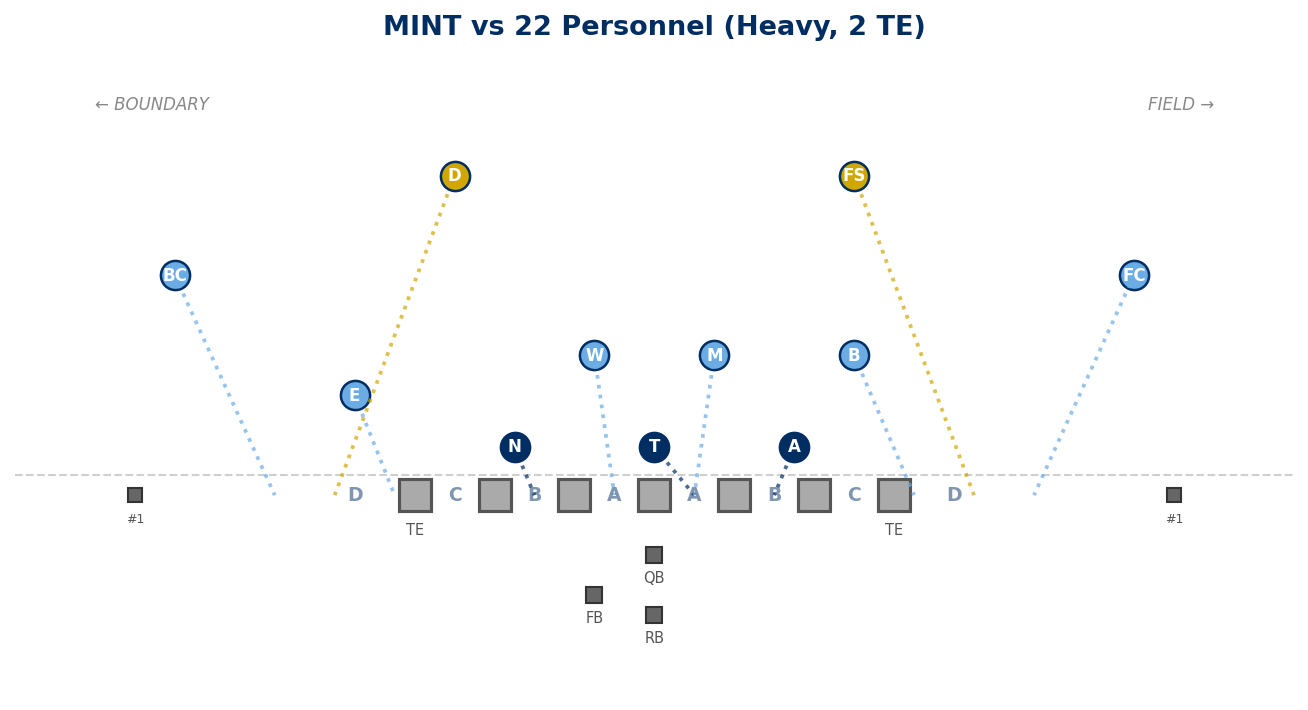 MINT vs 22 Personnel (Heavy, 2 TE)
← BOUNDARY
FIELD →
D
FS
BC
FC
W
M
B
E
N
T
A
D
C
B
A
A
B
C
D
#1
TE
TE
#1
QB
FB
RB